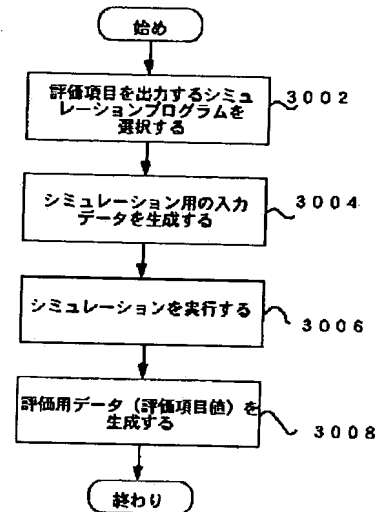 始め
評価項目を出力するシミュ
レーションプログラムを
選択する
3002
シミュレーション用の入力
データを生成する
3004
シミュレーションを実行する
3006
評価用データ（評価項目値）を
生成する
3008
終わり